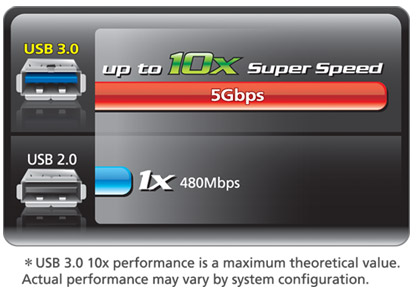 USB 3.0
up to 10x Super Speed
5Gbps
USB 2.0
1x 480Mbps
*USB 3.0 10x performance is a maximum theoretical value.
Actual performance may vary by system configuration.